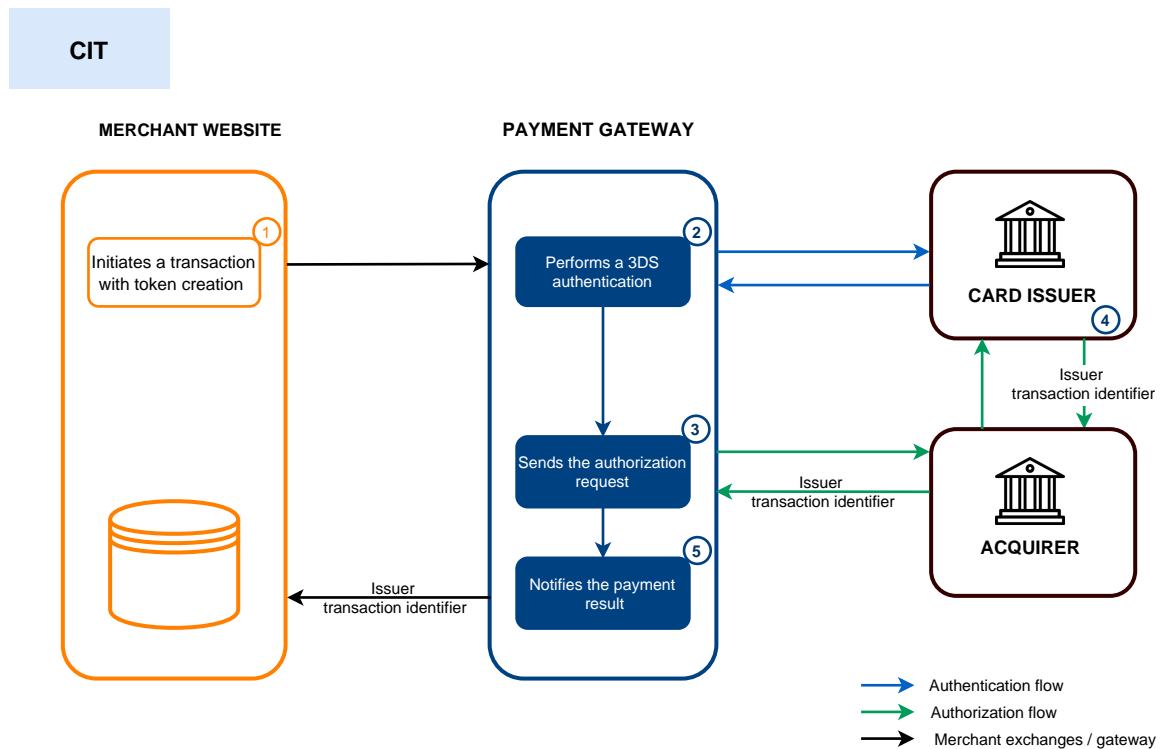 CIT
MERCHANT WEBSITE
PAYMENT GATEWAY
1
Initiates a transaction
with token creation
2
Performs a 3DS
authentication
CARD ISSUER
4
Issuer
transaction identifier
3
Sends the authorization
request
Issuer
transaction identifier
ACQUIRER
5
Notifies the payment
result
Issuer
transaction identifier
Authentication flow
Authorization flow
Merchant exchanges / gateway